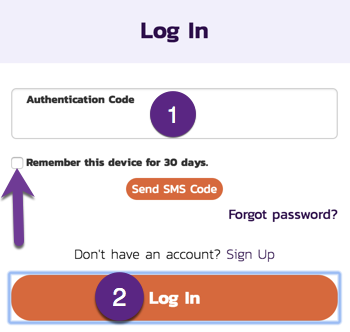 Log In
Authentication Code
1
Remember this device for 30 days.
Send SMS Code
Forgot password?
Don't have an account? Sign Up
2 Log In